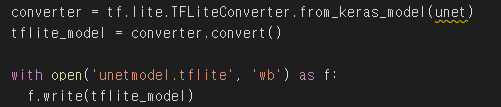 converter = tf.lite.TFLiteConverter.from_keras_model(unet)
tflite_model = converter.convert()
with open('unetmodel.tflite', 'wb') as f:
  f.write(tflite_model)